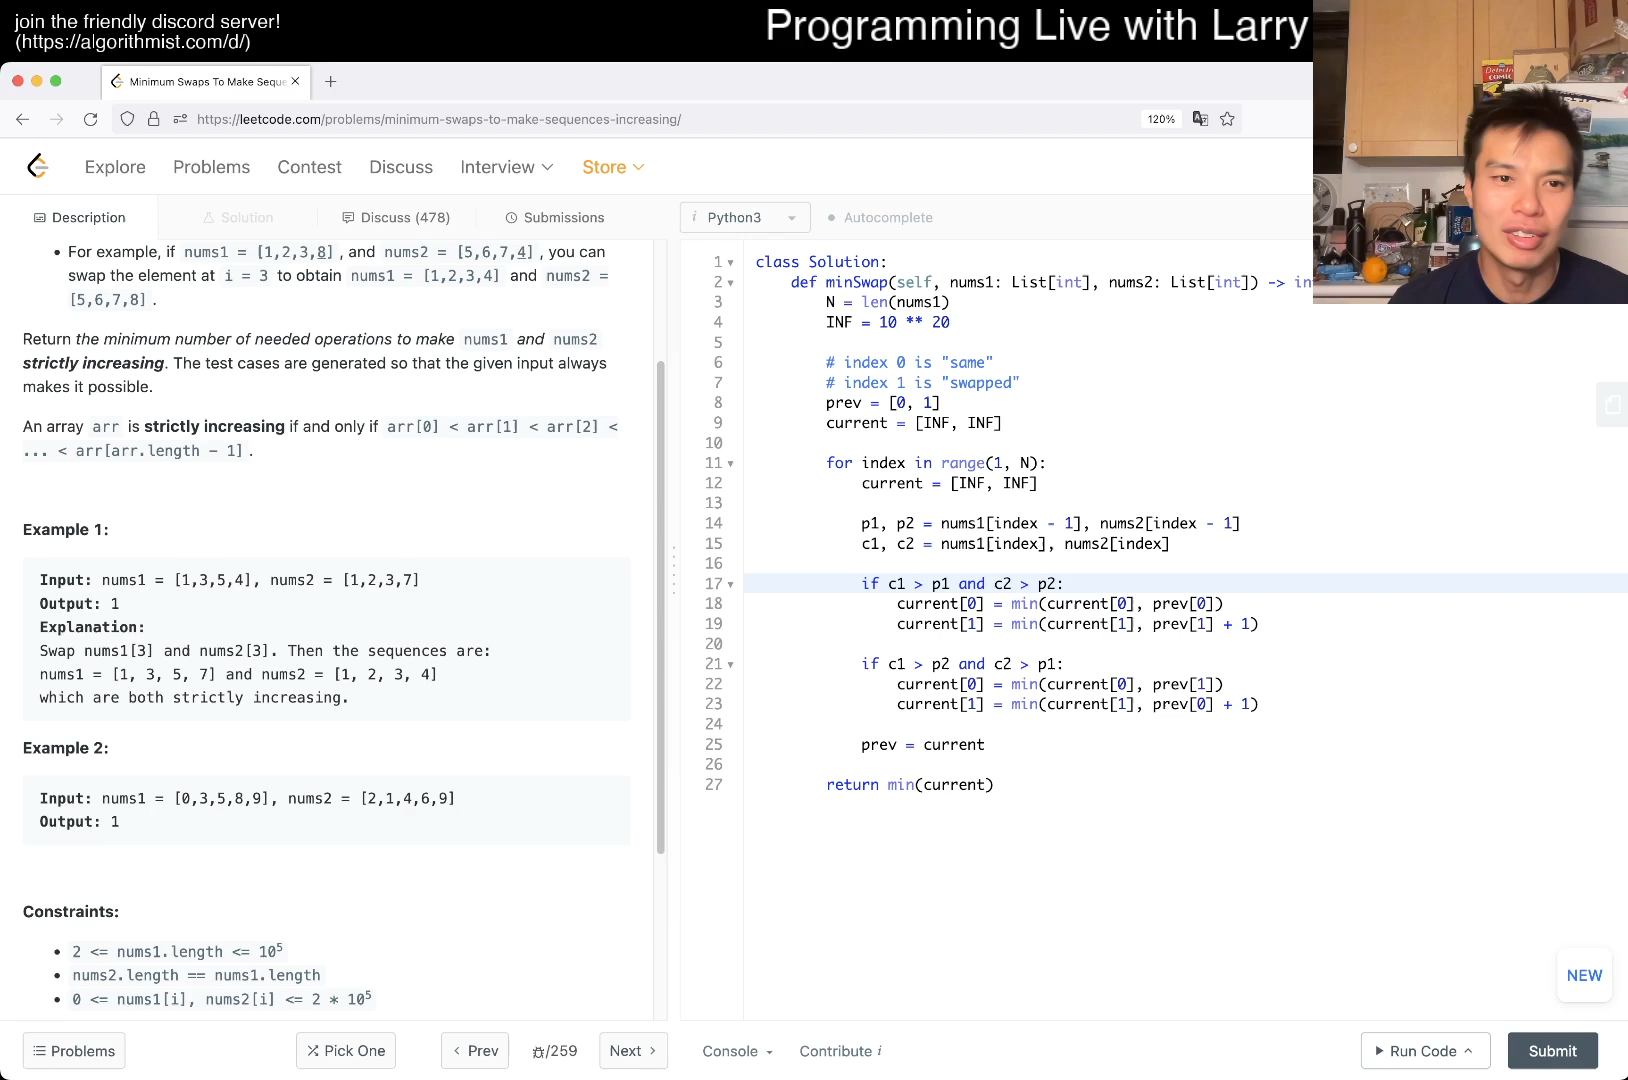 join the friendly discord server!
(https://algorithmist.com/d/)
Programming Live with Larry
Minimum Swaps To Make Seque
https://leetcode.com/problems/minimum-swaps-to-make-sequences-increasing/
120%
Explore Problems Contest Discuss Interview Store
Description Solution Discuss (478) Submissions
Python3 Autocomplete
• For example, if nums1 = [1,2,3,8], and nums2 = [5,6,7,4], you can
swap the element at i = 3 to obtain nums1 = [1,2,3,4] and nums2 =
[5,6,7,8].
Return the minimum number of needed operations to make nums1 and nums2
strictly increasing. The test cases are generated so that the given input always
makes it possible.
An array arr is strictly increasing if and only if arr[0] < arr[1] < arr[2] <
... < arr[arr.length - 1].
Example 1:
Input: nums1 = [1,3,5,4], nums2 = [1,2,3,7]
Output: 1
Explanation:
Swap nums1[3] and nums2[3]. Then the sequences are:
nums1 = [1, 3, 5, 7] and nums2 = [1, 2, 3, 4]
which are both strictly increasing.
Example 2:
Input: nums1 = [0,3,5,8,9], nums2 = [2,1,4,6,9]
Output: 1
Constraints:
• 2 <= nums1.length <= 10^5
• nums2.length == nums1.length
• 0 <= nums1[i], nums2[i] <= 2 * 10^5
1 class Solution:
2 def minSwap(self, nums1: List[int], nums2: List[int]) -> in
3 N = len(nums1)
4 INF = 10 ** 20
5
6 # index 0 is "same"
7 # index 1 is "swapped"
8 prev = [0, 1]
9 current = [INF, INF]
10
11 for index in range(1, N):
12 current = [INF, INF]
13
14 p1, p2 = nums1[index - 1], nums2[index - 1]
15 c1, c2 = nums1[index], nums2[index]
16
17 if c1 > p1 and c2 > p2:
18 current[0] = min(current[0], prev[0])
19 current[1] = min(current[1], prev[1] + 1)
20
21 if c1 > p2 and c2 > p1:
22 current[0] = min(current[0], prev[1])
23 current[1] = min(current[1], prev[0] + 1)
24
25 prev = current
26
27 return min(current)
NEW
Problems Pick One Prev /259 Next Console Contribute i Run Code Submit